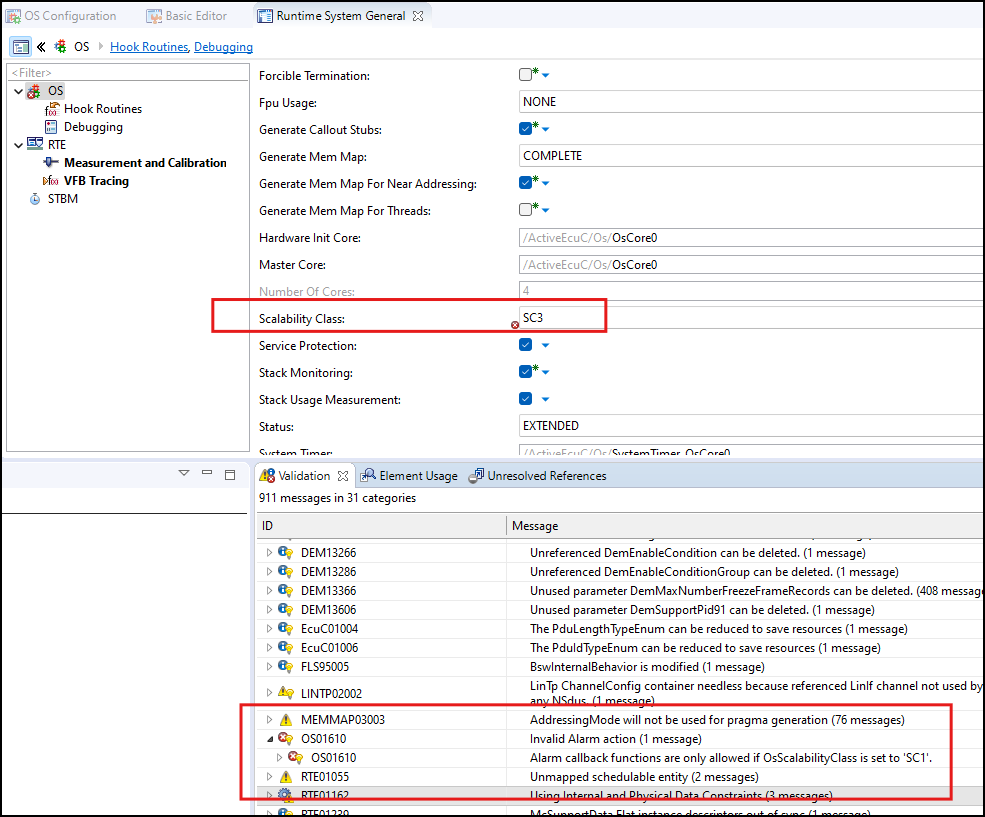 OS Configuration Basic Editor Runtime System General
« OS Hook Routines, Debugging
<Filter>
OS
Hook Routines
Debugging
RTE
Measurement and Calibration
VFB Tracing
STBM
Forcible Termination:
Fpu Usage: NONE
Generate Callout Stubs:
Generate Mem Map: COMPLETE
Generate Mem Map For Near Addressing:
Generate Mem Map For Threads:
Hardware Init Core: /ActiveEcuC/Os/OsCore0
Master Core: /ActiveEcuC/Os/OsCore0
Number Of Cores: 4
Scalability Class: SC3
Service Protection:
Stack Monitoring:
Stack Usage Measurement:
Status: EXTENDED
System Timer: /ActiveEcuC/Os/SystemTimer_OsCore0
Validation Element Usage Unresolved References
911 messages in 31 categories
ID Message
DEM13266 Unreferenced DemEnableCondition can be deleted. (1 message)
DEM13286 Unreferenced DemEnableConditionGroup can be deleted. (1 message)
DEM13366 Unused parameter DemMaxNumberFreezeFrameRecords can be deleted. (408 message
DEM13606 Unused parameter DemSupportPid91 can be deleted. (1 message)
EcuC01004 The PduLengthTypeEnum can be reduced to save resources (1 message)
EcuC01006 The PduIdTypeEnum can be reduced to save resources (1 message)
FLS95005 BswInternalBehavior is modified (1 message)
LINTP02002 LinTp ChannelConfig container needless because referenced LinIf channel not used by
any NSdus. (1 message)
MEMMAP03003 AddressingMode will not be used for pragma generation (76 messages)
OS01610 Invalid Alarm action (1 message)
OS01610 Alarm callback functions are only allowed if OsScalabilityClass is set to 'SC1'.
RTE01055 Unmapped schedulable entity (2 messages)
RTE01162 Using Internal and Physical Data Constraints (3 messages)
RTE01239 McSupportData Flat instance descriptors out of sync (1 message)